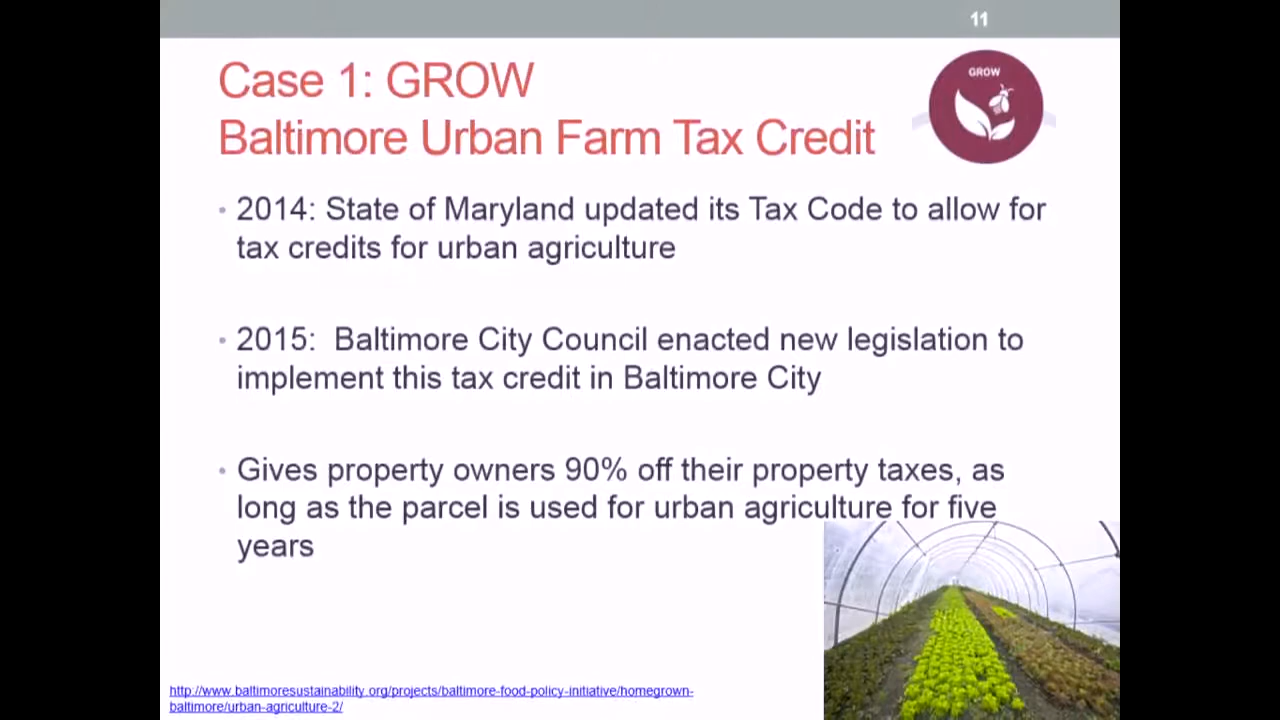 11
Case 1: GROW
Baltimore Urban Farm Tax Credit
GROW
• 2014: State of Maryland updated its Tax Code to allow for
tax credits for urban agriculture
• 2015:  Baltimore City Council enacted new legislation to
implement this tax credit in Baltimore City
• Gives property owners 90% off their property taxes, as
long as the parcel is used for urban agriculture for five
years
http://www.baltimoresustainability.org/projects/baltimore-food-policy-initiative/homegrown-
baltimore/urban-agriculture-2/